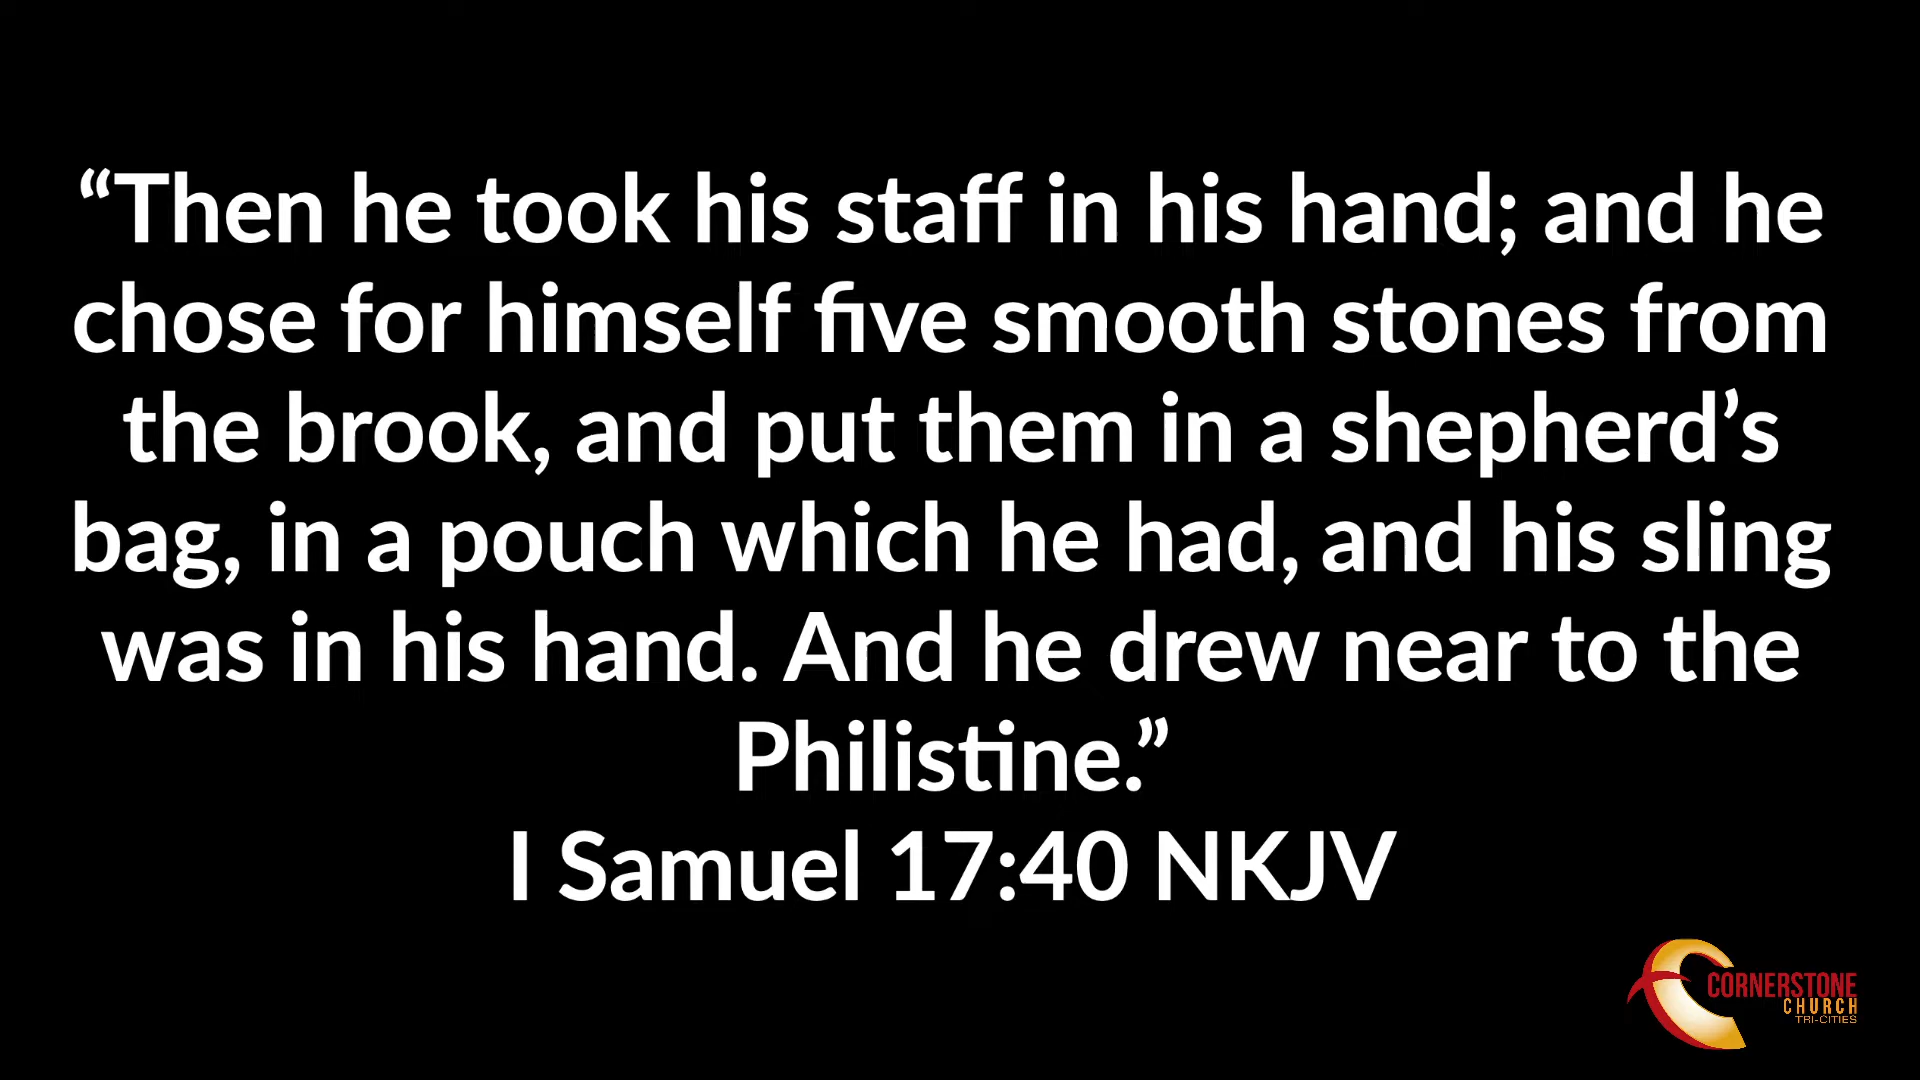 “Then he took his staff in his hand; and he
chose for himself five smooth stones from
the brook, and put them in a shepherd’s
bag, in a pouch which he had, and his sling
was in his hand. And he drew near to the
Philistine.”
I Samuel 17:40 NKJV
CORNERSTONE
CHURCH
TRI-CITIES